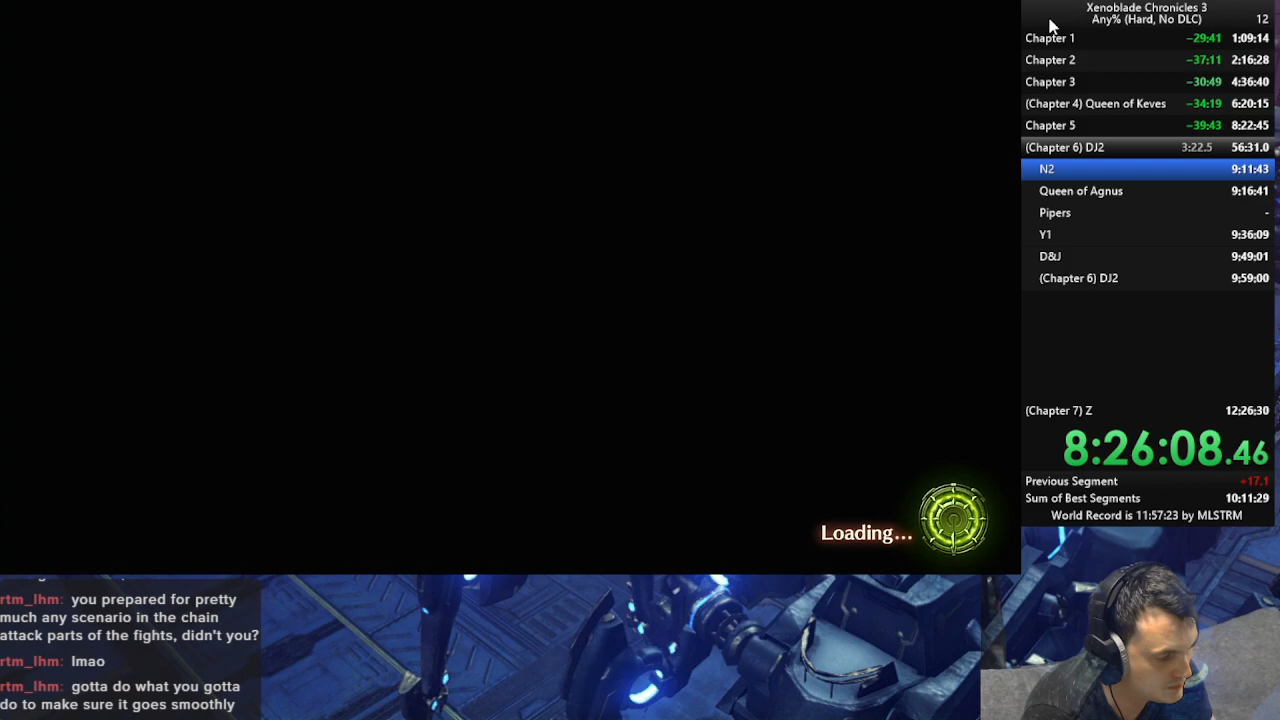 Xenoblade Chronicles 3
Any% (Hard, No DLC) 12
Chapter 1 −29:41 1:09:14
Chapter 2 −37:11 2:16:28
Chapter 3 −30:49 4:36:40
(Chapter 4) Queen of Keves −34:19 6:20:15
Chapter 5 −39:43 8:22:45
(Chapter 6) DJ2 3:22.5 56:31.0
N2 9:11:43
Queen of Agnus 9:16:41
Pipers -
Y1 9:36:09
D&J 9:49:01
(Chapter 6) DJ2 9:59:00
(Chapter 7) Z 12:26:30
8:26:08.46
Previous Segment +17.1
Sum of Best Segments 10:11:29
World Record is 11:57:23 by MLSTRM
Loading...
rtm_lhm: you prepared for pretty
much any scenario in the chain
attack parts of the fights, didn't you?
rtm_lhm: lmao
rtm_lhm: gotta do what you gotta
do to make sure it goes smoothly